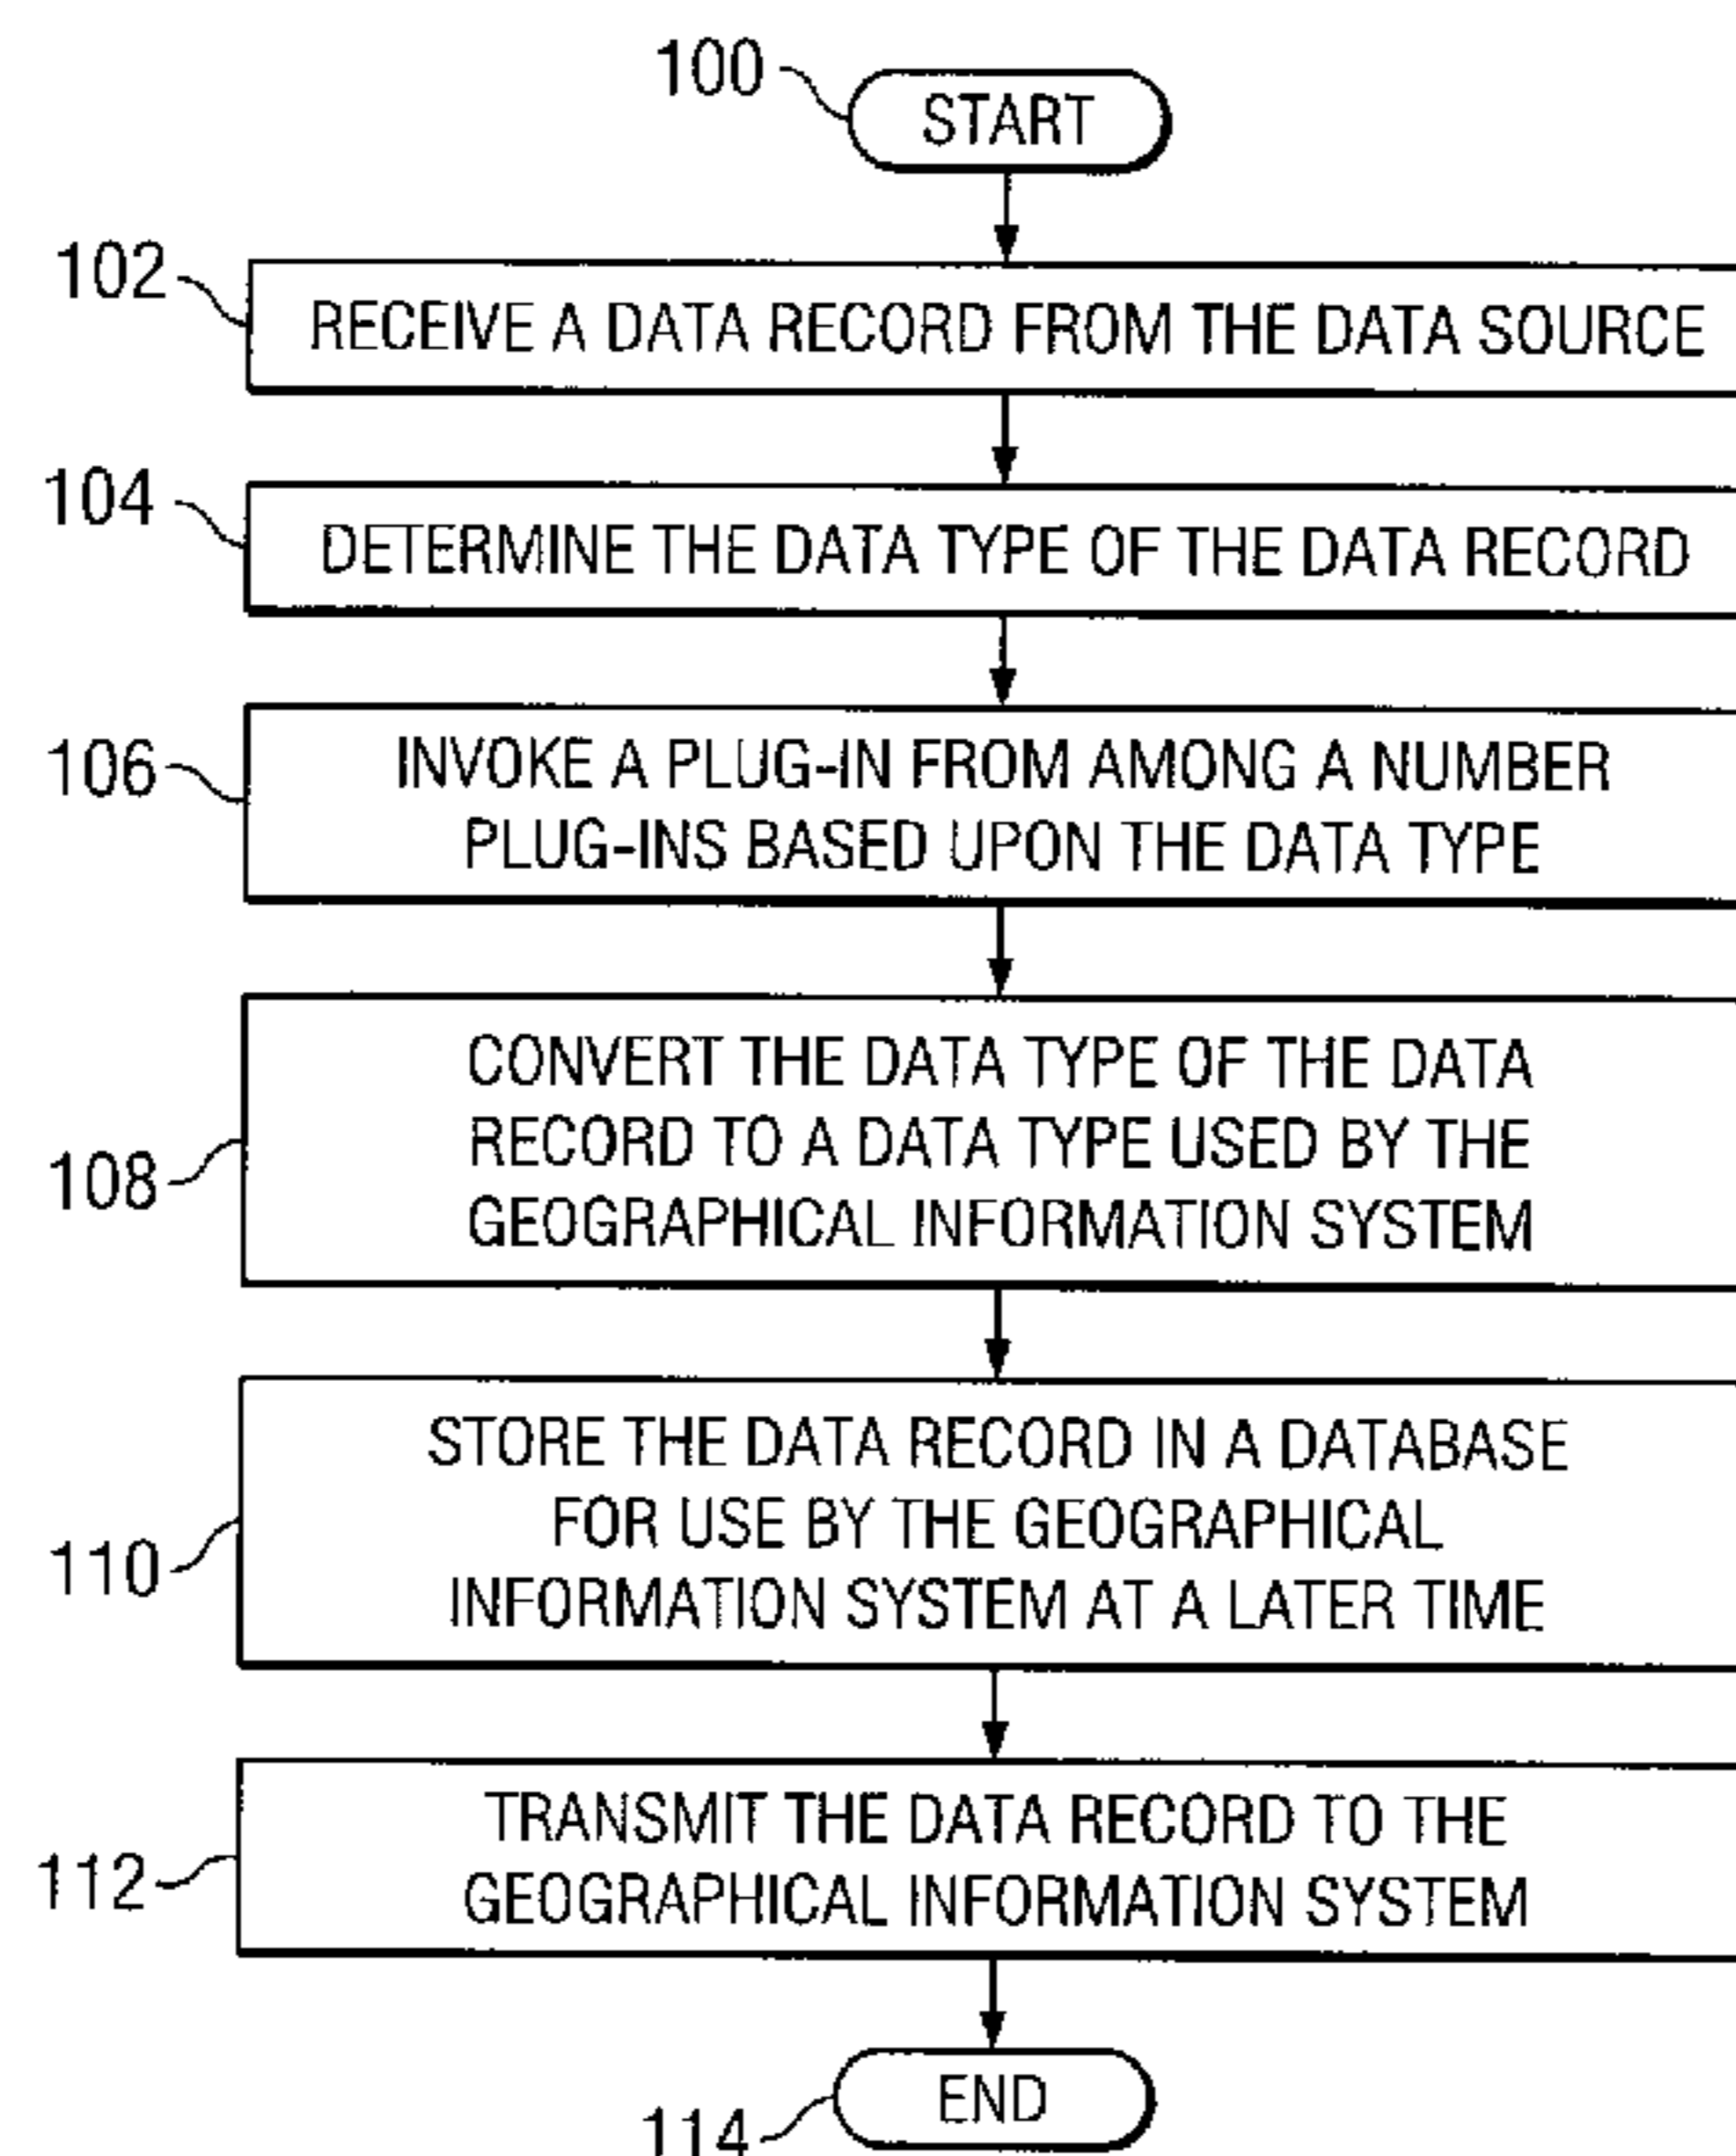 100
START
102
RECEIVE A DATA RECORD FROM THE DATA SOURCE
104
DETERMINE THE DATA TYPE OF THE DATA RECORD
106
INVOKE A PLUG-IN FROM AMONG A NUMBER
PLUG-INS BASED UPON THE DATA TYPE
108
CONVERT THE DATA TYPE OF THE DATA
RECORD TO A DATA TYPE USED BY THE
GEOGRAPHICAL INFORMATION SYSTEM
110
STORE THE DATA RECORD IN A DATABASE
FOR USE BY THE GEOGRAPHICAL
INFORMATION SYSTEM AT A LATER TIME
112
TRANSMIT THE DATA RECORD TO THE
GEOGRAPHICAL INFORMATION SYSTEM
END
114